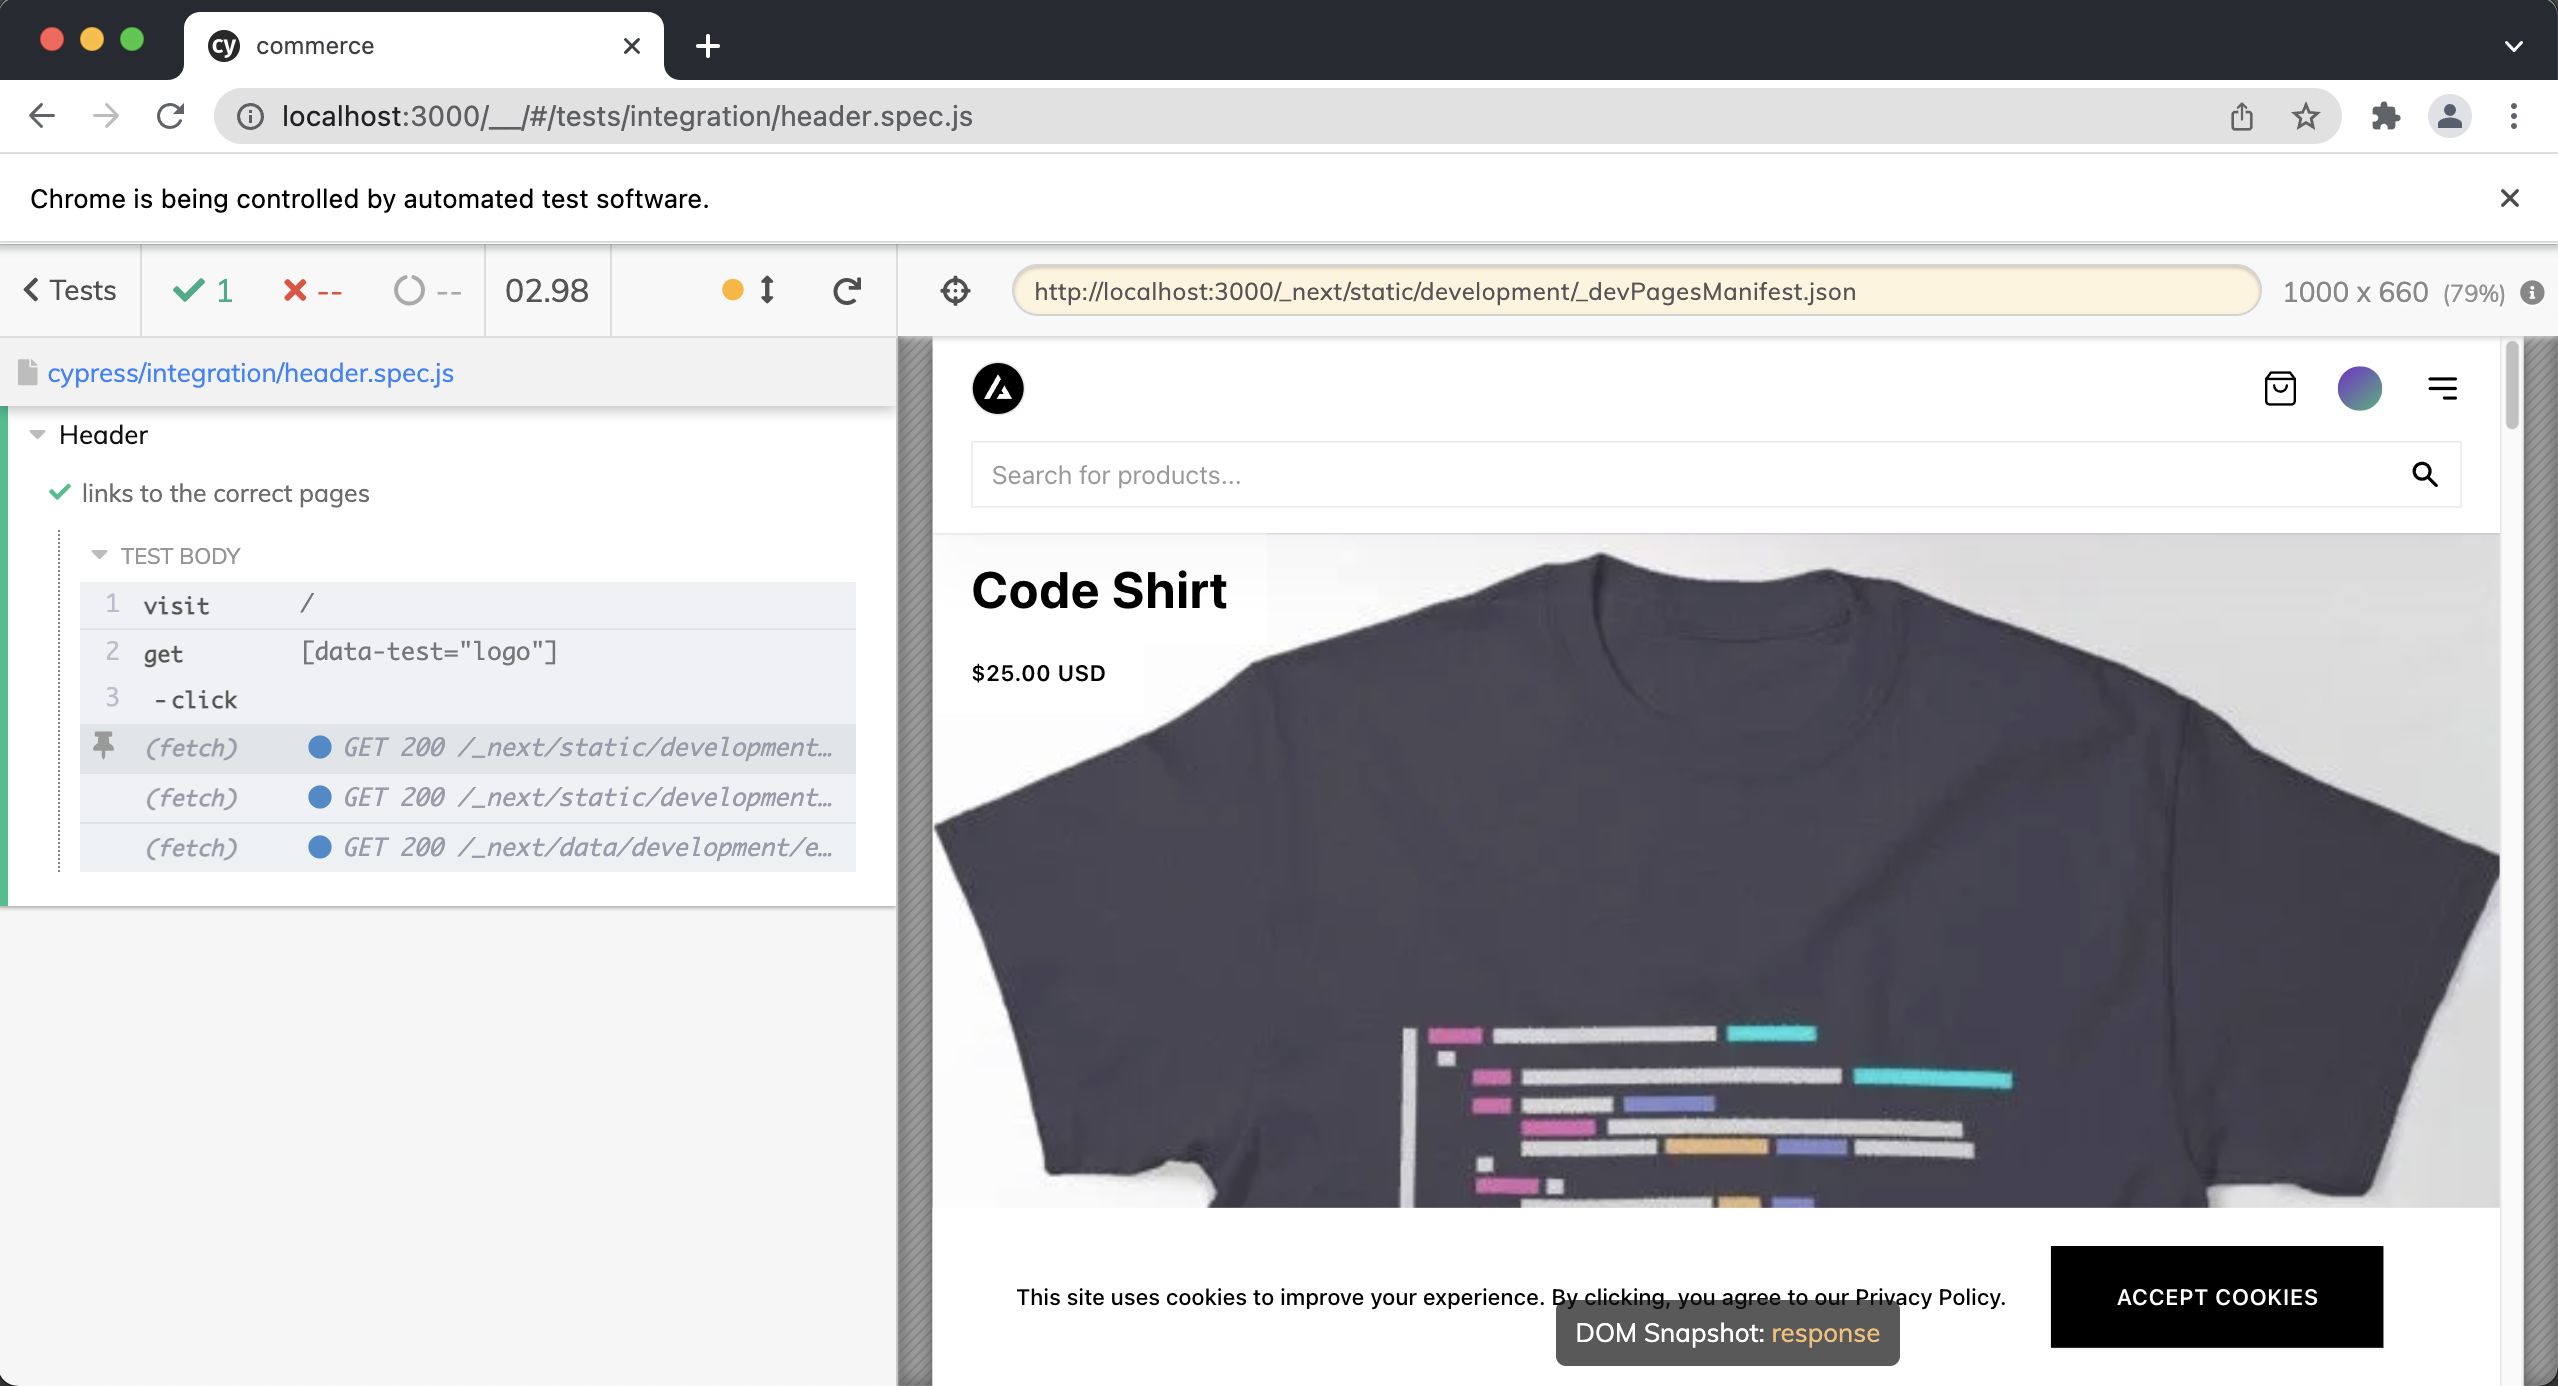 cy commerce
localhost:3000/__/#/tests/integration/header.spec.js
Chrome is being controlled by automated test software.
Tests 1 -- -- 02.98
http://localhost:3000/_next/static/development/_devPagesManifest.json 1000 x 660 (79%)
cypress/integration/header.spec.js
Header
links to the correct pages
TEST BODY
1 visit /
2 get [data-test="logo"]
3 -click
(fetch) GET 200 /_next/static/development…
(fetch) GET 200 /_next/static/development…
(fetch) GET 200 /_next/data/development/e…
Search for products...
Code Shirt
$25.00 USD
This site uses cookies to improve your experience. By clicking, you agree to our Privacy Policy.
ACCEPT COOKIES
DOM Snapshot: response